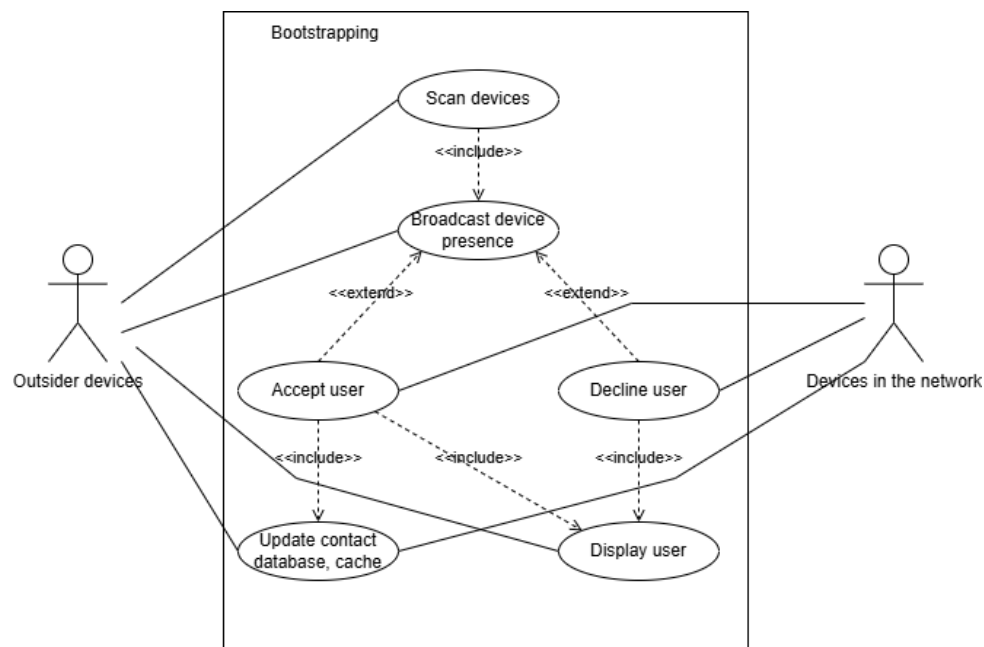 Bootstrapping
Scan devices
<<include>>
Broadcast device
presence
<<extend>>
<<extend>>
Outsider devices
Accept user
Decline user
Devices in the network
<<include>>
<<include>>
<<include>>
Update contact
database, cache
Display user